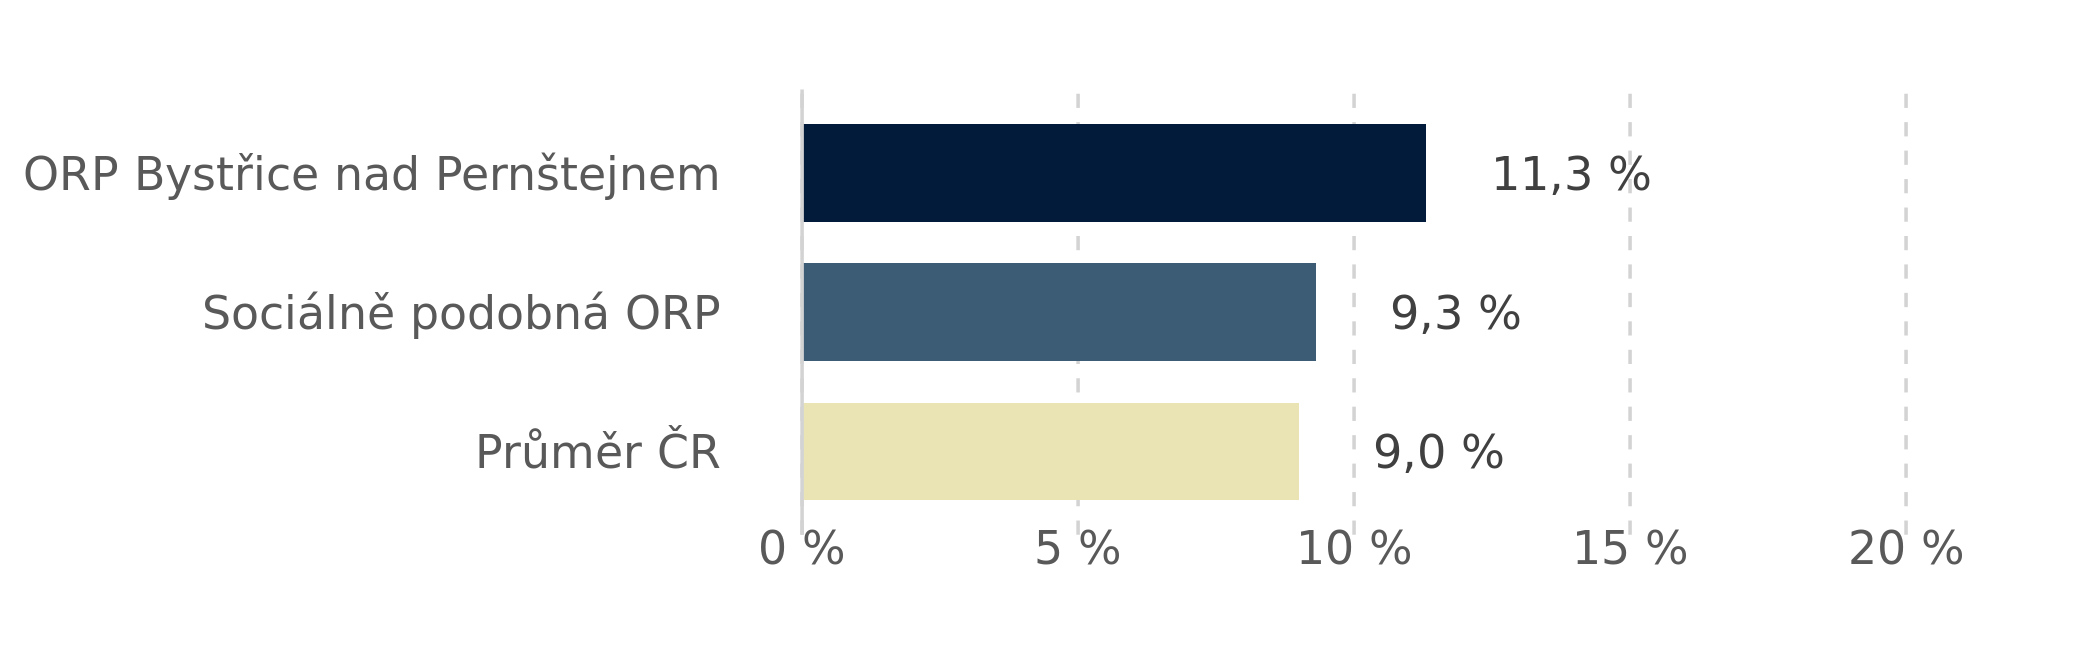 ORP Bystřice nad Pernštejnem
11,3 %
Sociálně podobná ORP
9,3 %
Průměr ČR
9,0 %
0 % 5 % 10 % 15 % 20 %